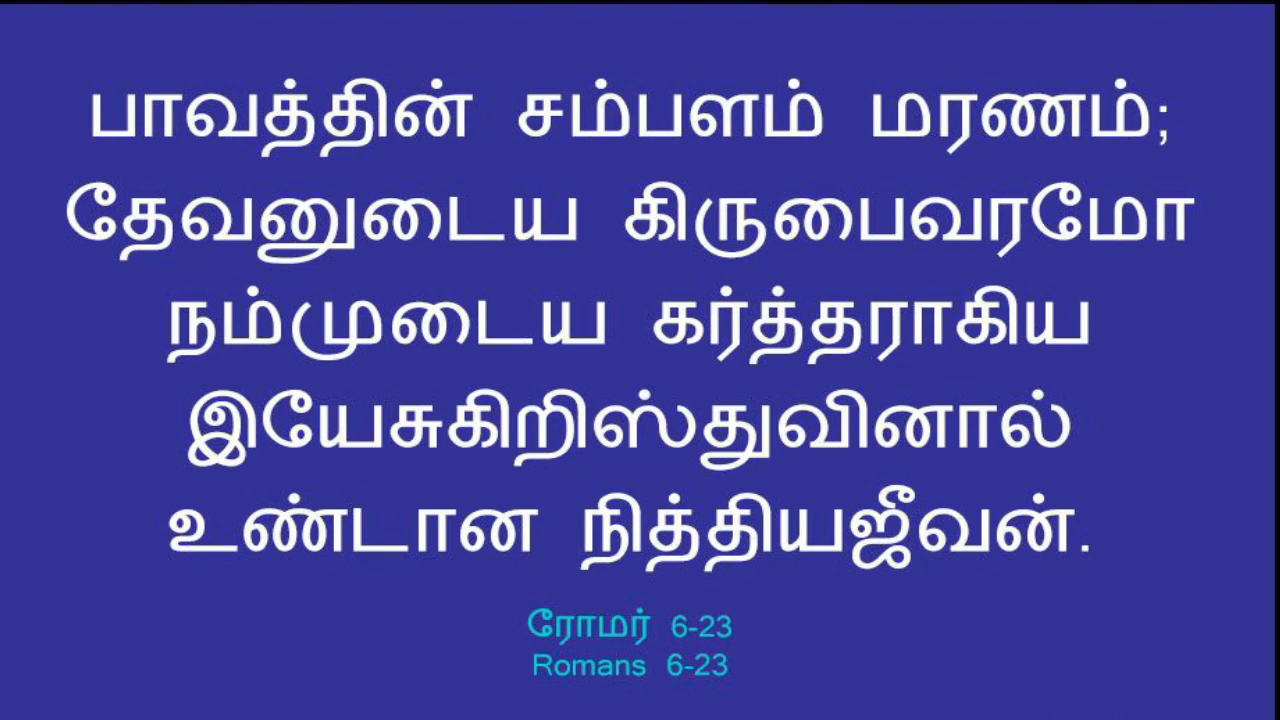 பாவத்தின் சம்பளம் மரணம்;
தேவனுடைய கிருபைவரமோ
நம்முடைய கர்த்தராகிய
இயேசுகிறிஸ்துவினால்
உண்டான நித்தியஜீவன்.
ரோமர் 6-23
Romans 6-23